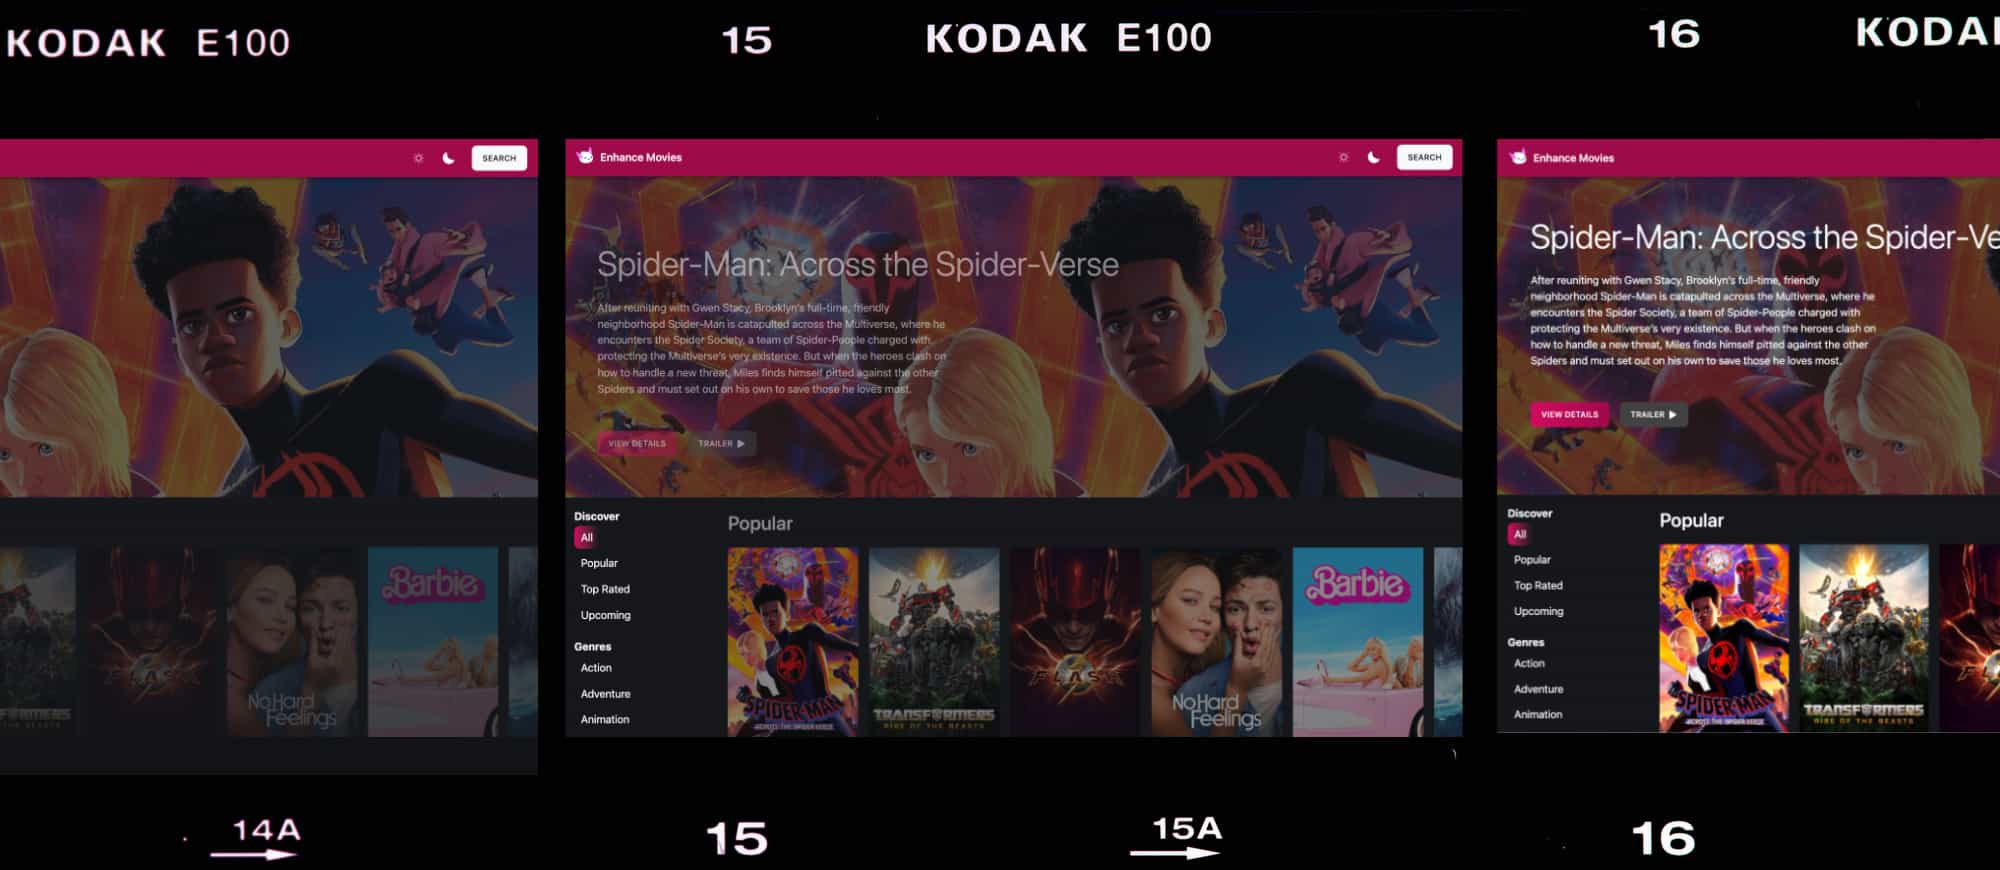 KODAK E100
15
KODAK E100
16
KODA
SEARCH
Barbie
No Hard
Feelings
14A
Enhance Movies
SEARCH
Spider-Man: Across the Spider-Verse
After reuniting with Gwen Stacy, Brooklyn's full-time, friendly
neighborhood Spider-Man is catapulted across the Multiverse, where he
encounters the Spider Society, a team of Spider-People charged with
protecting the Multiverse's very existence. But when the heroes clash on
how to handle a new threat, Miles finds himself pitted against the other
Spiders and must set out on his own to save those he loves most.
VIEW DETAILS
TRAILER
Discover
All
Popular
Top Rated
Upcoming
Genres
Action
Adventure
Animation
Popular
SPIDER-MAN
ACROSS THE SPIDER-VERSE
TRANSFORMERS
RISE OF THE BEASTS
FLASH
No Hard
Feelings
Barbie
15
15A
Enhance Movies
Spider-Man: Across the Spider-Ve
After reuniting with Gwen Stacy, Brooklyn's full-time, friendly
neighborhood Spider-Man is catapulted across the Multiverse, where he
encounters the Spider Society, a team of Spider-People charged with
protecting the Multiverse's very existence. But when the heroes clash on
how to handle a new threat, Miles finds himself pitted against the other
Spiders and must set out on his own to save those he loves most.
VIEW DETAILS
TRAILER
Discover
All
Popular
Top Rated
Upcoming
Genres
Action
Adventure
Animation
Popular
SPIDER-MAN
ACROSS THE SPIDER-VERSE
TRANSFORMERS
RISE OF THE BEASTS
16